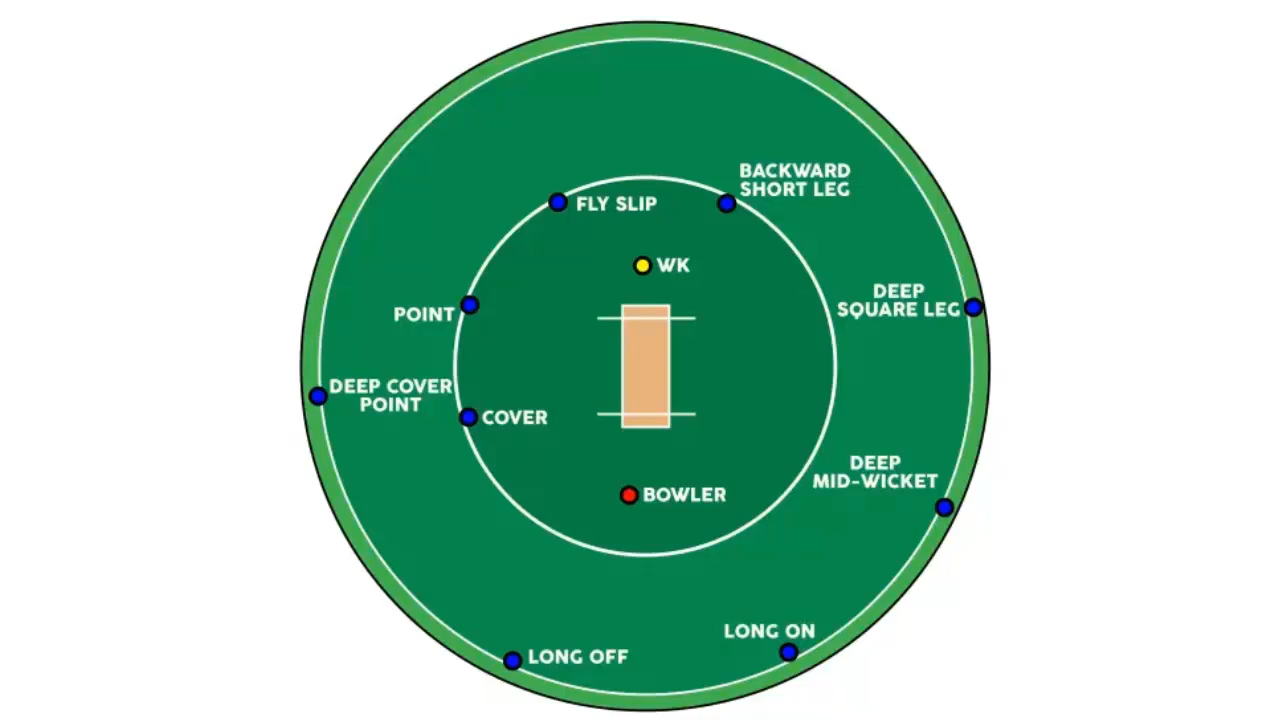 BACKWARD
SHORT LEG
FLY SLIP
WK
DEEP
SQUARE LEG
POINT
DEEP COVER
POINT
COVER
DEEP
MID-WICKET
BOWLER
LONG ON
LONG OFF